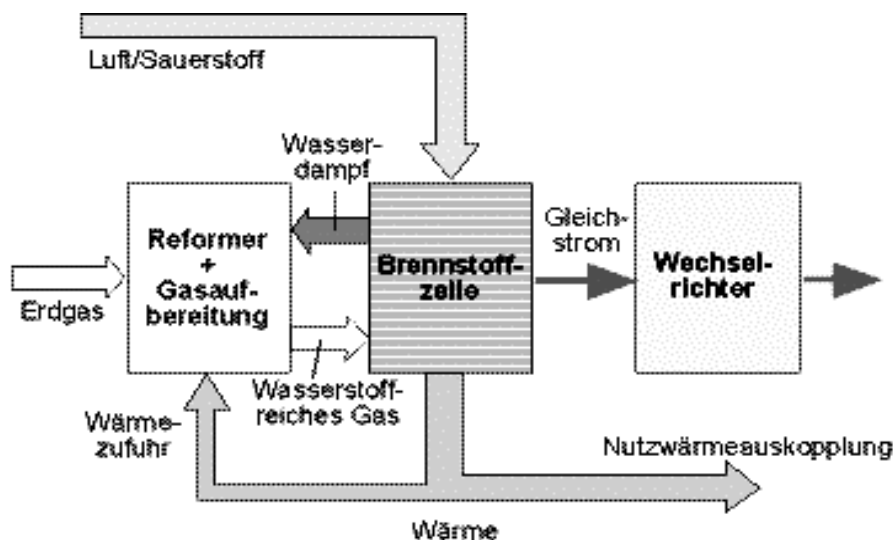 Luft/Sauerstoff
Wasser-
dampf
Reformer
+
Gasauf-
bereitung
Erdgas
Brennstoff-
zelle
Gleich-
strom
Wechsel-
richter
Wasserstoff-
reiches Gas
Wärme-
zufuhr
Nutzwärmeauskopplung
Wärme